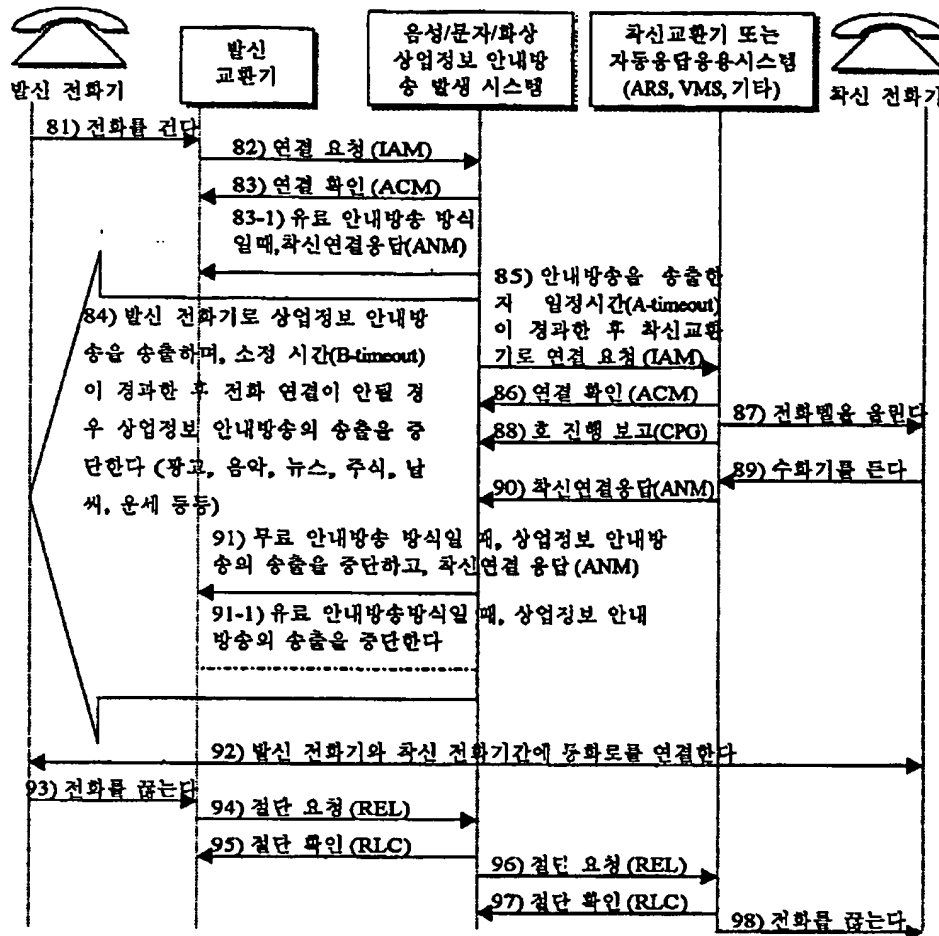 발신 전화기
발신
교환기
음성/문자/화상
상업정보 안내방
송 발생 시스템
착신교환기 또는
자동응답응용시스템
(ARS, VMS, 기타)
착신 전화기
81) 전화를 건다
82) 연결 요청 (IAM)
83) 연결 확인 (ACM)
83-1) 유료 안내방송 방식
일때, 착신연결응답(ANM)
84) 발신 전화기로 상업정보 안내방
송을 송출하며, 소정 시간(B-timeout)
이 경과한 후 전화 연결이 안될 경
우 상업정보 안내방송의 송출을 중
단한다 (광고, 음악, 뉴스, 주식, 날
씨, 운세 등등)
85) 안내방송을 송출한
자 일정시간(A-timeout)
이 경과한 후 착신교환
기로 연결 요청 (IAM)
86) 연결 확인 (ACM)
87) 전화벨을 울린다
88) 호 진행 보고(CPG)
89) 수화기를 든다
90) 착신연결응답(ANM)
91) 무료 안내방송 방식일 때, 상업정보 안내방
송의 송출을 중단하고, 착신연결 응답 (ANM)
91-1) 유료 안내방송방식일 때, 상업정보 안내
방송의 송출을 중단한다
92) 발신 전화기와 착신 전화기간에 통화로를 연결한다
93) 전화를 끊는다
94) 절단 요청 (REL)
95) 절단 확인 (RLC)
96) 절단 요청 (REL)
97) 절단 확인 (RLC)
98) 전화를 끊는다